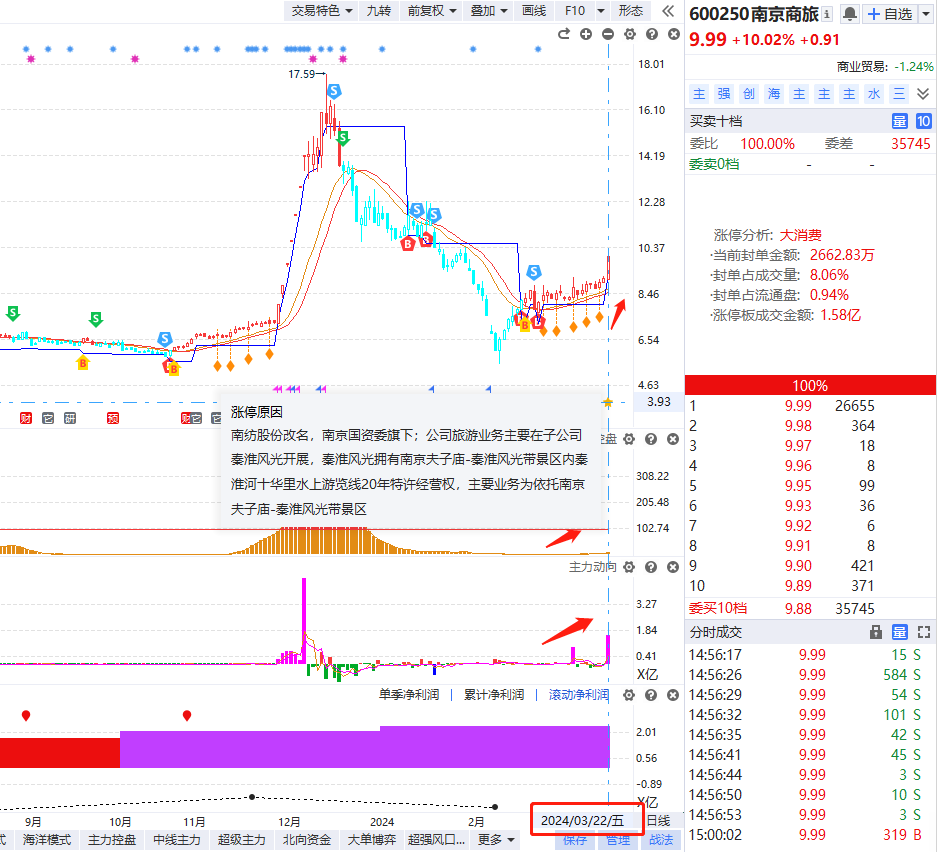 交易特色 九转 前复权 叠加 画线 F10 形态
600250南京商旅
自选
9.99 +10.02% +0.91
商业贸易: -1.24%
主 强 创 海 主 主 主 水 三
买卖十档 量 10
委比 100.00% 委差 35745
委卖0档 - -
涨停分析: 大消费
·当前封单金额: 2662.83万
·封单占成交量: 8.06%
·封单占流通盘: 0.94%
·涨停板成交金额: 1.58亿
100%
1 9.99 26655
2 9.98 364
3 9.97 18
4 9.96 8
5 9.95 99
6 9.93 36
7 9.92 6
8 9.91 8
9 9.90 421
10 9.89 371
委买10档 9.88 35745
分时成交 量
14:56:17 9.99 15 S
14:56:26 9.99 584 S
14:56:29 9.99 54 S
14:56:32 9.99 101 S
14:56:35 9.99 42 S
14:56:41 9.99 45 S
14:56:44 9.99 3 S
14:56:50 9.99 10 S
14:56:53 9.99 3 S
15:00:02 9.99 319 B
17.59
18.01
16.10
14.19
12.28
10.37
8.46
6.54
4.63
3.93
S S S S S S S S
B B B B B
财 它 研 预 财 它 它
涨停原因
南纺股份改名，南京国资委旗下；公司旅游业务主要在子公司
秦淮风光开展，秦淮风光拥有南京夫子庙-秦淮风光带景区内秦
淮河十华里水上游览线20年特许经营权，主要业务为依托南京
夫子庙-秦淮风光带景区
盘
308.22
205.48
102.74
主力动向
3.27
1.84
0.41
X亿
单季净利润 | 累计净利润 | 滚动净利润
2.01
0.56
-0.89
X亿
9月 10月 11月 12月 2024 2月 2024/03/22/五 日线
式 海洋模式 主力控盘 中线主力 超级主力 北向资金 大单博弈 超强风口... 更多 保存 管理 战法